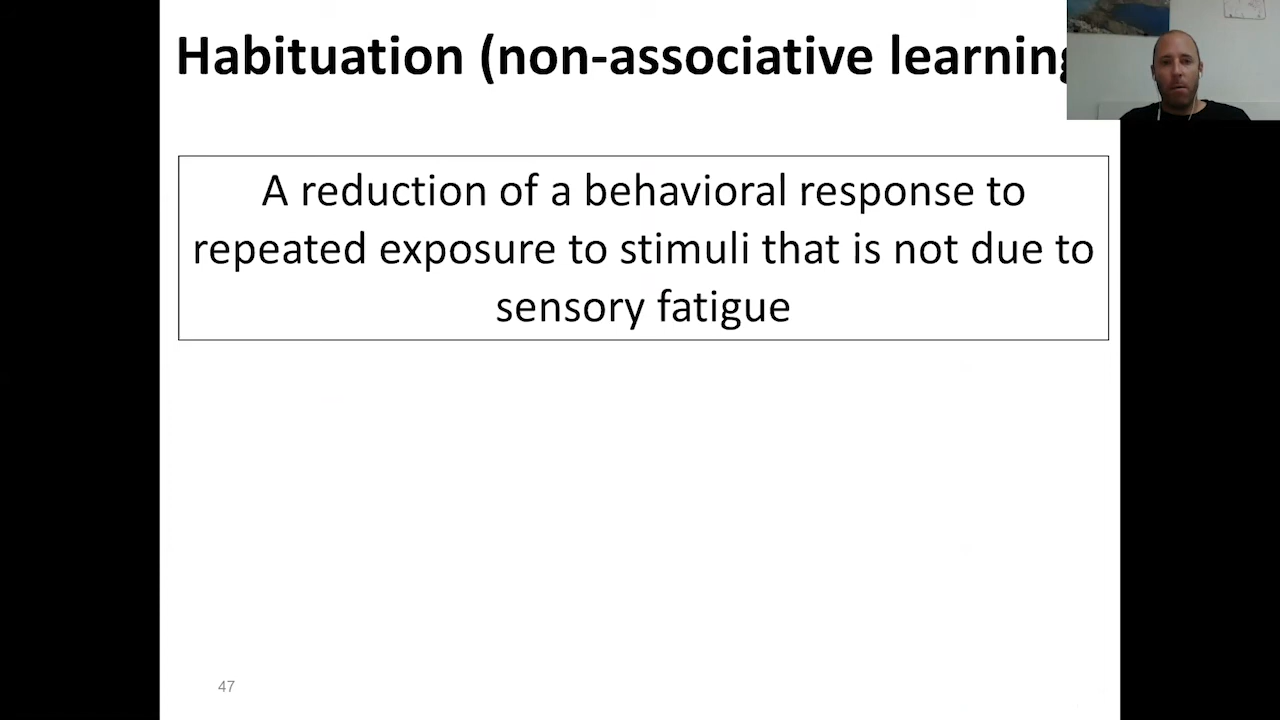 Habituation (non-associative learning
A reduction of a behavioral response to
repeated exposure to stimuli that is not due to
sensory fatigue
47